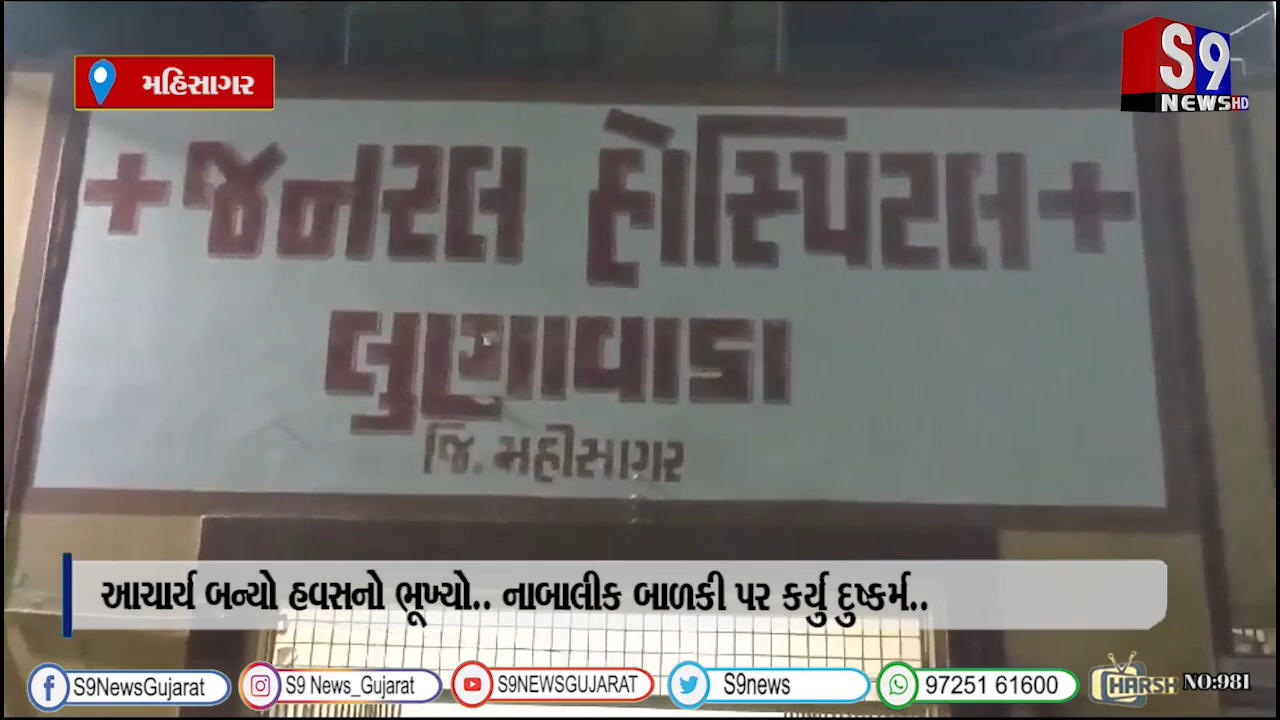 મહિસાગર
S9
NEWS HD
+ જનરલ હોસ્પિટલ +
લુણાવાડા
જિ. મહીસાગર
આચાર્ય બન્યો હવસનો ભૂખ્યો.. નાબાલીક બાળકી પર કર્યુ દુષ્કર્મ..
S9NewsGujarat
S9 News_Gujarat
S9NEWSGUJARAT
S9news
97251 61600
CHARSH NO:981